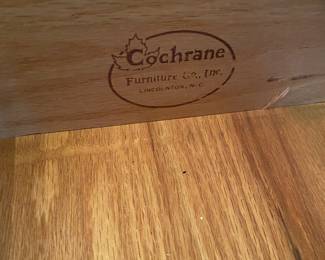 Cochrane
Furniture Co., Inc.
LINCOLNTON, N.C.